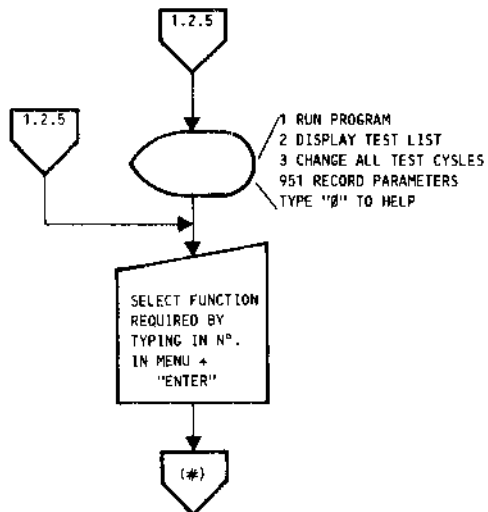 1.2.5
1.2.5
1 RUN PROGRAM
2 DISPLAY TEST LIST
3 CHANGE ALL TEST CYSLES
951 RECORD PARAMETERS
TYPE "Ø" TO HELP
SELECT FUNCTION
REQUIRED BY
TYPING IN Nº.
IN MENU +
"ENTER"
(#)